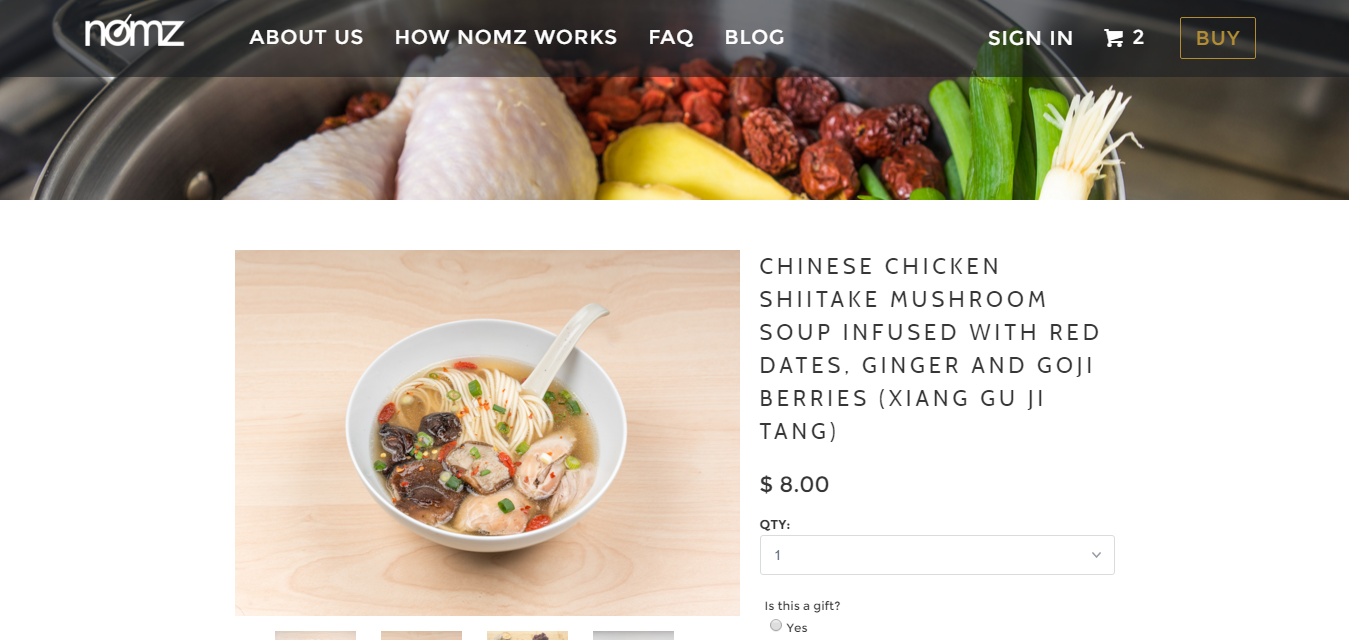 nomz
ABOUT US
HOW NOMZ WORKS
FAQ
BLOG
SIGN IN
2
BUY
CHINESE CHICKEN
SHIITAKE MUSHROOM
SOUP INFUSED WITH RED
DATES, GINGER AND GOJI
BERRIES (XIANG GU JI
TANG)
$ 8.00
QTY:
1
Is this a gift?
Yes